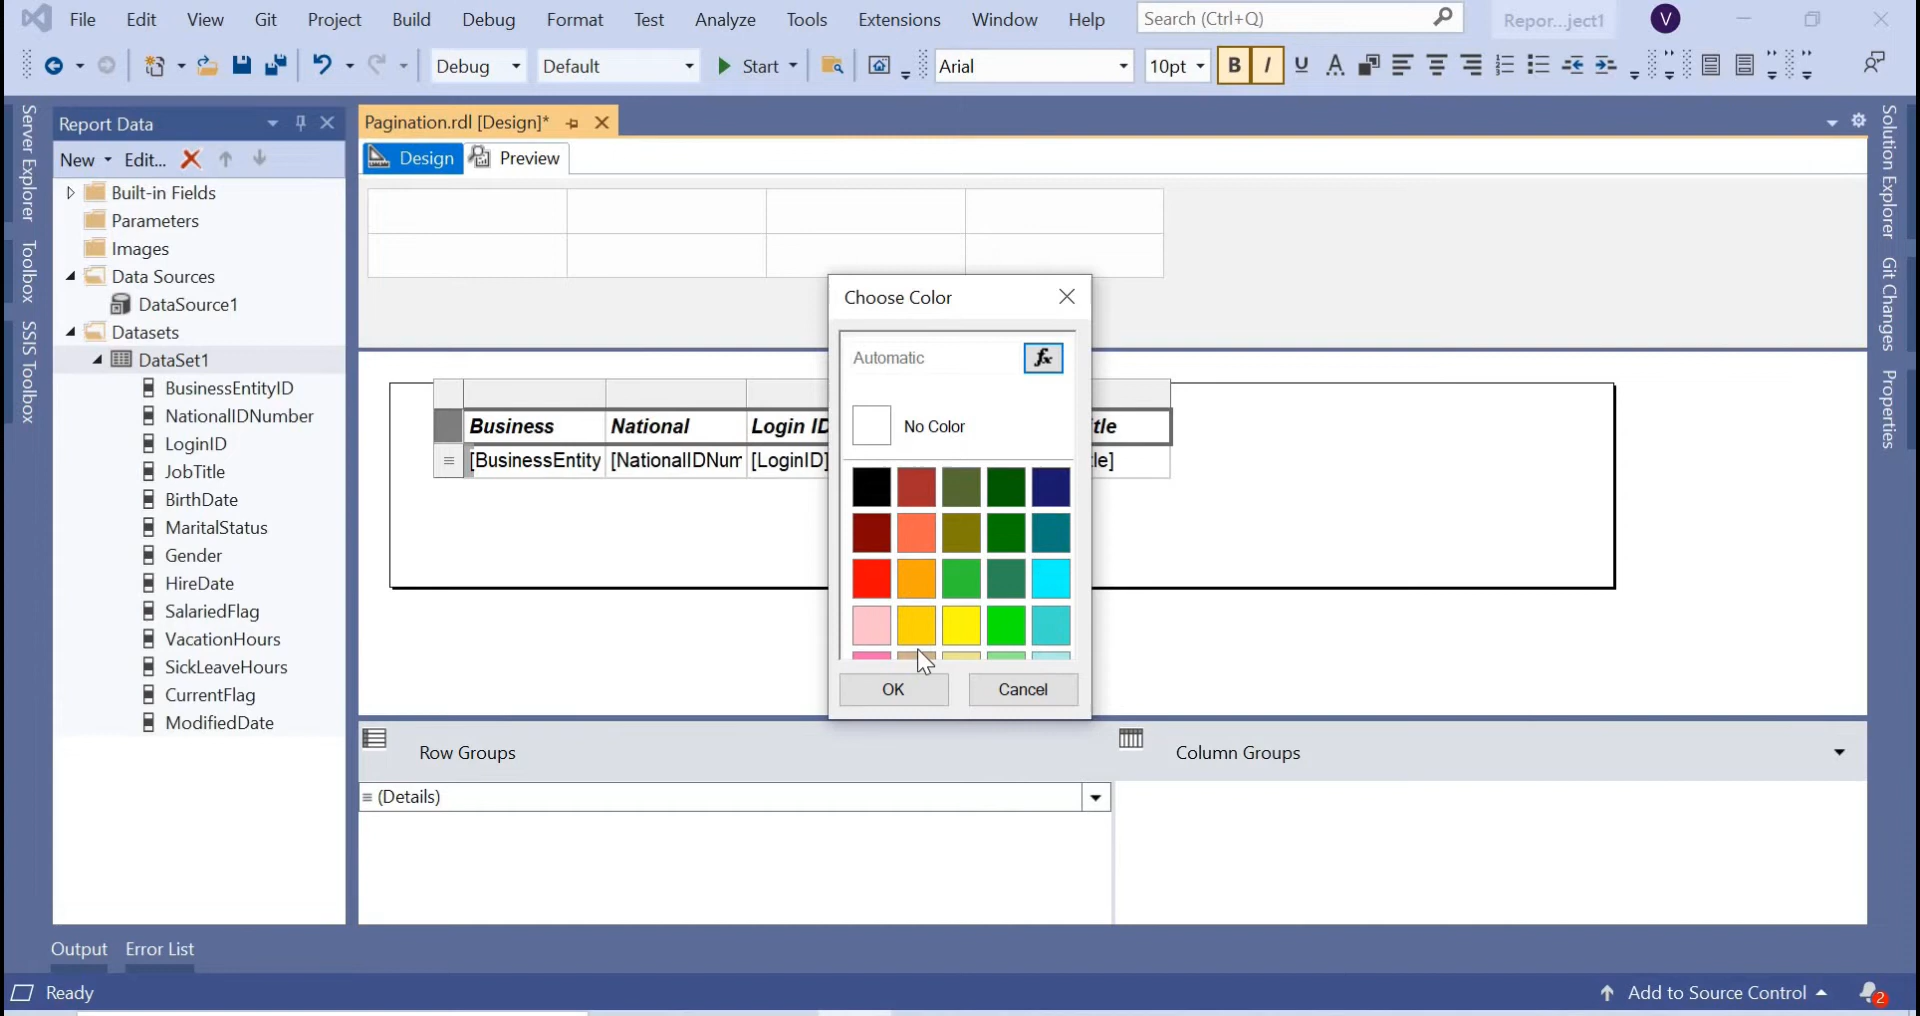 File Edit View Git Project Build Debug Format Test Analyze Tools Extensions Window Help Search (Ctrl+Q) Repor...ject1 V
Debug Default Start Arial 10pt B I U A
Server Explorer
Toolbox
SSIS Toolbox
Report Data
New Edit...
Built-in Fields
Parameters
Images
Data Sources
DataSource1
Datasets
DataSet1
BusinessEntityID
NationalIDNumber
LoginID
JobTitle
BirthDate
MaritalStatus
Gender
HireDate
SalariedFlag
VacationHours
SickLeaveHours
CurrentFlag
ModifiedDate
Pagination.rdl [Design]*
Design Preview
Business National Login ID tle
[BusinessEntity [NationalIDNum [LoginID] le]
Choose Color
Automatic fx
No Color
OK Cancel
Row Groups
(Details)
Column Groups
Solution Explorer
Git Changes
Properties
Output Error List
Ready Add to Source Control 2